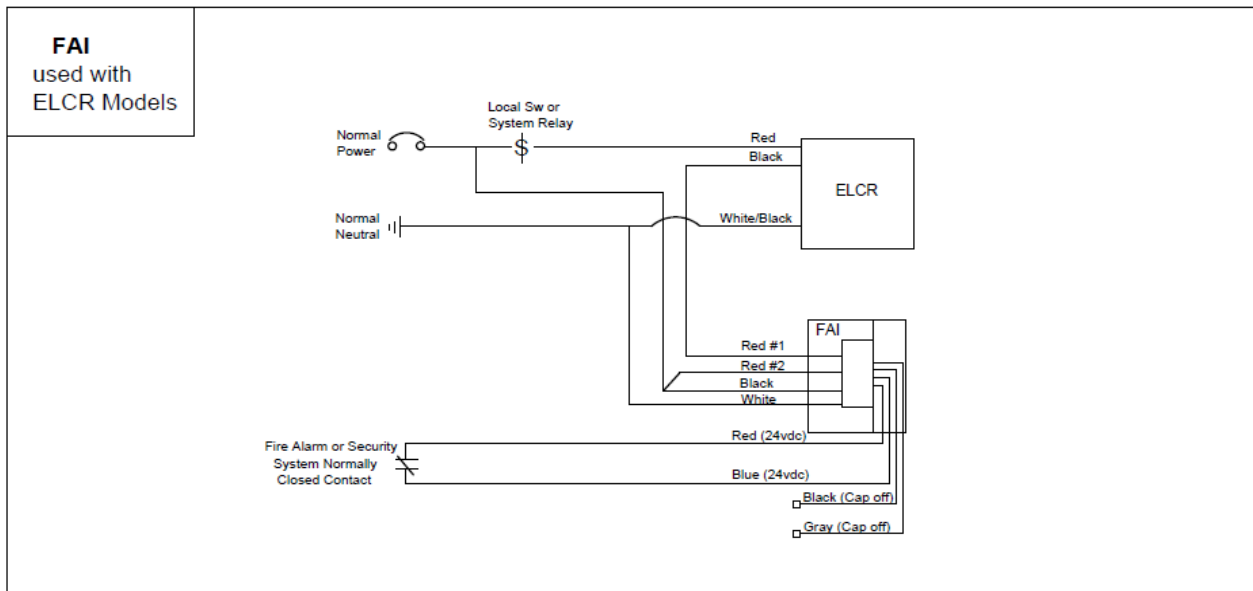 FAI
used with
ELCR Models
Local Sw or
System Relay
Normal
Power
$
Red
Black
ELCR
Normal
Neutral
White/Black
FAI
Red #1
Red #2
Black
White
Red (24vdc)
Fire Alarm or Security
System Normally
Closed Contact
Blue (24vdc)
Black (Cap off)
Gray (Cap off)